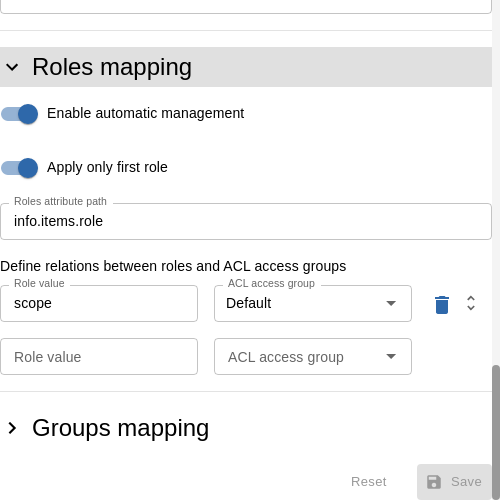 Roles mapping
Enable automatic management
Apply only first role
Roles attribute path
info.items.role
Define relations between roles and ACL access groups
Role value
ACL access group
scope
Default
Role value
ACL access group
Groups mapping
Reset
Save